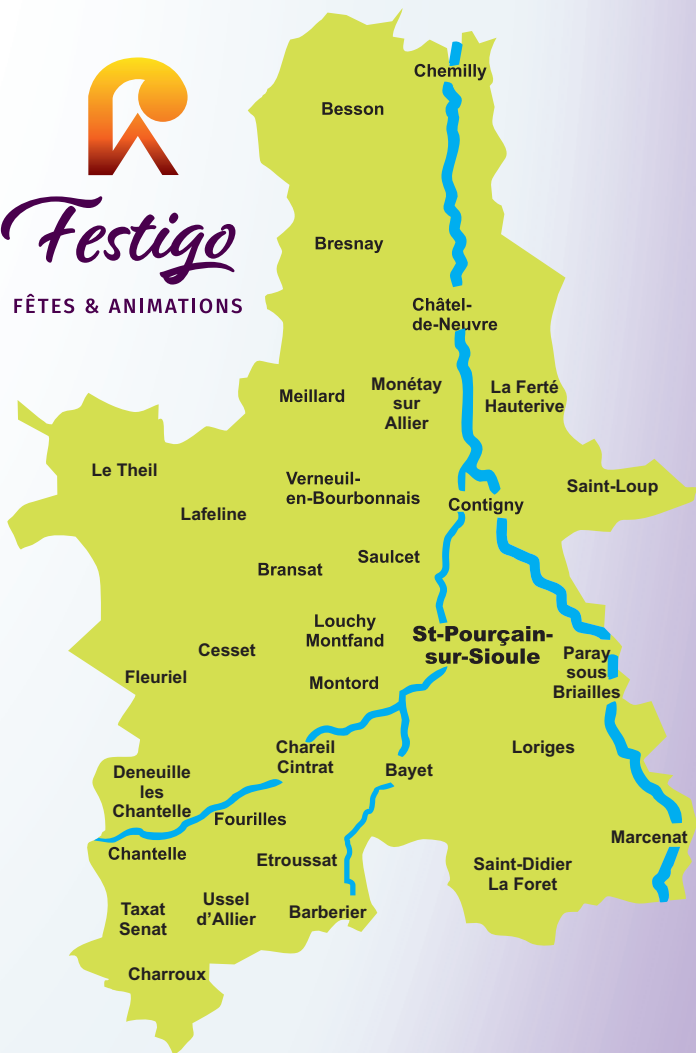 Chemilly
Besson
Festigo
FÊTES & ANIMATIONS
Bresnay
Châtel-
de-Neuvre
Meillard
Monétay
sur
Allier
La Ferté
Hauterive
Le Theil
Verneuil-
en-Bourbonnais
Saint-Loup
Lafeline
Contigny
Saulcet
Bransat
Louchy
Montfand
St-Pourçain-
sur-Sioule
Cesset
Paray
sous
Briailles
Fleuriel
Montord
Chareil
Cintrat
Loriges
Deneuille
les
Chantelle
Bayet
Fourilles
Marcenat
Chantelle
Etroussat
Saint-Didier
La Foret
Taxat
Senat
Ussel
d'Allier
Barberier
Charroux